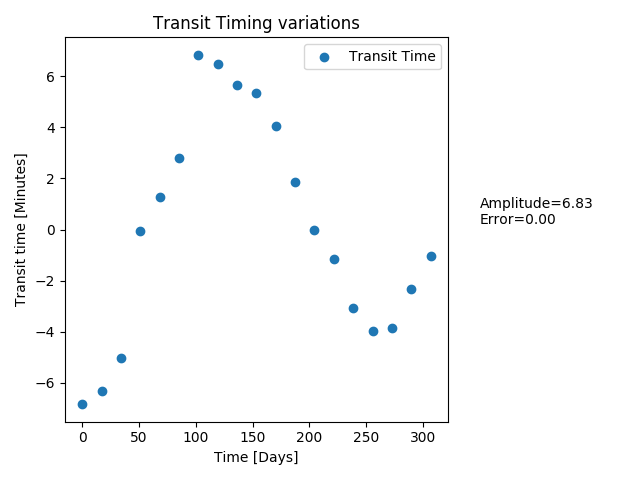 Transit Timing variations
Transit Time
Transit time [Minutes]
6
4
2
0
−2
−4
−6
Amplitude=6.83
Error=0.00
0 50 100 150 200 250 300
Time [Days]